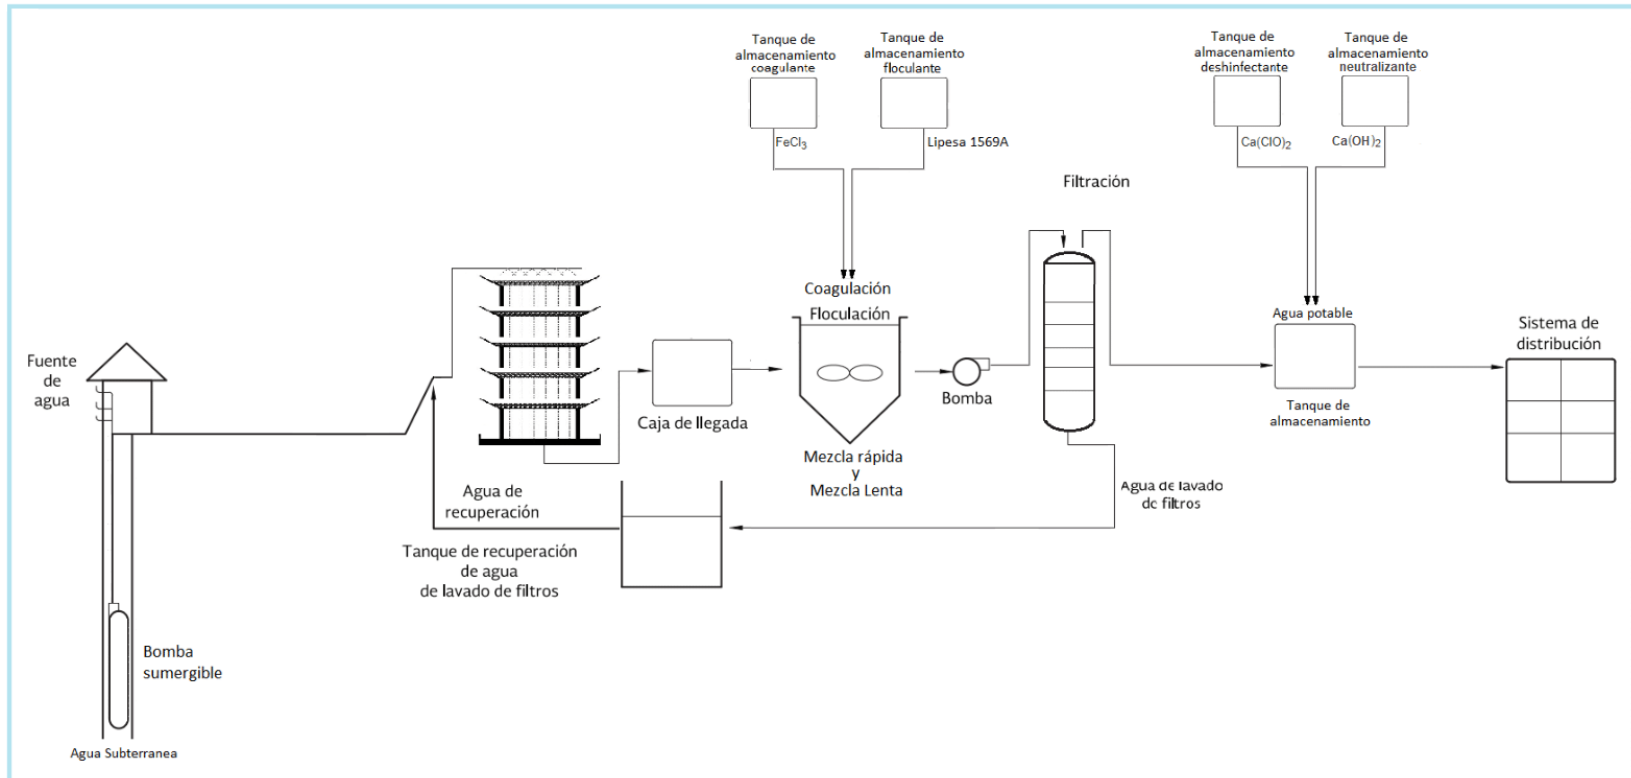 Tanque de
almacenamiento
coagulante
Tanque de
almacenamiento
floculante
Tanque de
almacenamiento
deshinfectante
Tanque de
almacenamiento
neutralizante
FeCl3
Lipesa 1569A
Ca(ClO)2
Ca(OH)2
Filtración
Coagulación
Floculación
Agua potable
Sistema de
distribución
Fuente
de
agua
Caja de llegada
Bomba
Tanque de
almacenamiento
Mezcla rápida
y
Mezcla Lenta
Agua de
recuperación
Agua de lavado
de filtros
Tanque de recuperación
de agua
de lavado de filtros
Bomba
sumergible
Agua Subterranea